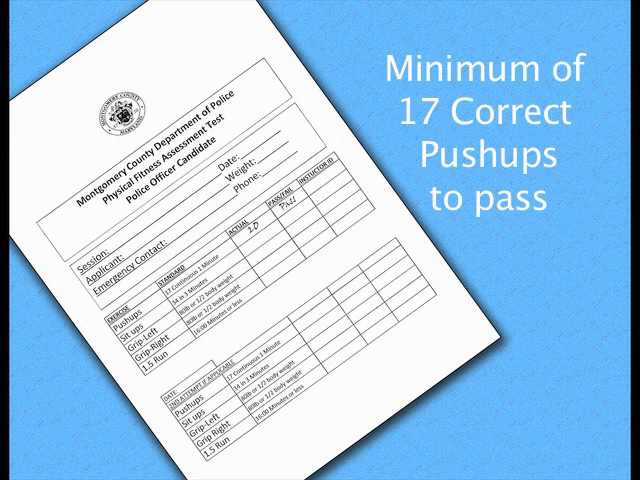 MONTGOMERY COUNTY
MARYLAND
Montgomery County Department of Police
Physical Fitness Assessment Test
Police Officer Candidate
Session: Date:
Applicant: Weight:
Emergency Contact: Phone:
EXERCISE STANDARD ACTUAL PASS/FAIL INSTRUCTOR ID
Pushups 17 Continuous 1 Minute 20 PASS
Sit ups 34 in 3 Minutes
Grip-Left 80lb or 1/2 body weight
Grip-Right 80lb or 1/2 body weight
1.5 Run 16:00 Minutes or less
DATE:
2ND ATTEMPT IF APPLICABLE
Pushups 17 Continuous 1 Minute
Sit ups 34 in 3 Minutes
Grip-Left 80lb or 1/2 body weight
Grip Right 80lb or 1/2 body weight
1.5 Run 16:00 Minutes or less
Minimum of
17 Correct
Pushups
to pass